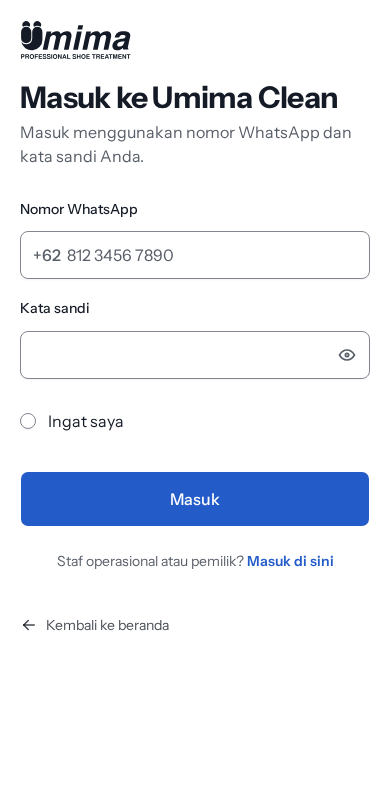 Umima
PROFESSIONAL SHOE TREATMENT
Masuk ke Umima Clean
Masuk menggunakan nomor WhatsApp dan
kata sandi Anda.
Nomor WhatsApp
+62 812 3456 7890
Kata sandi
Ingat saya
Masuk
Staf operasional atau pemilik? Masuk di sini
Kembali ke beranda